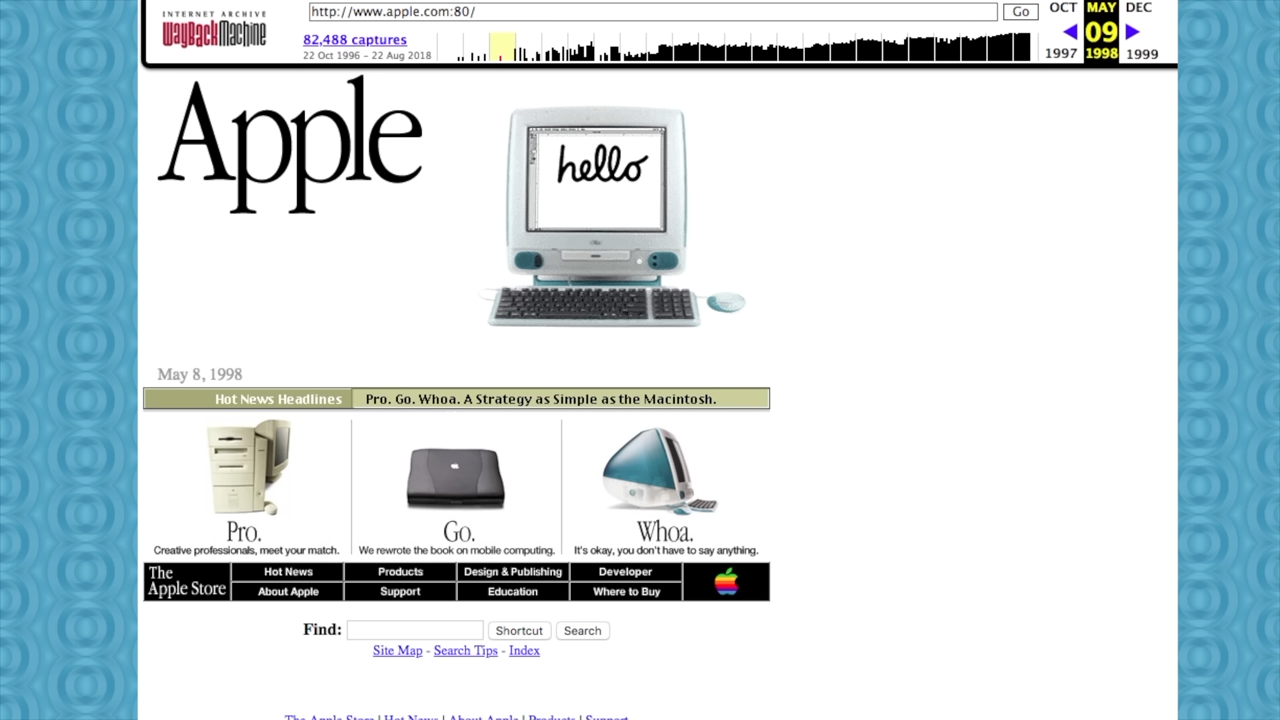 INTERNET ARCHIVE
WayBackMachine
http://www.apple.com:80/
Go
82,488 captures
22 Oct 1996 – 22 Aug 2018
OCT MAY DEC
09
1997 1998 1999
Apple
hello
May 8, 1998
Hot News Headlines
Pro. Go. Whoa. A Strategy as Simple as the Macintosh.
Pro.
Creative professionals, meet your match.
Go.
We rewrote the book on mobile computing.
Whoa.
It's okay, you don't have to say anything.
The
Apple Store
Hot News Products Design & Publishing Developer
About Apple Support Education Where to Buy
Find: Shortcut Search
Site Map - Search Tips - Index
The Apple Store | Hot News | About Apple | Products | Support